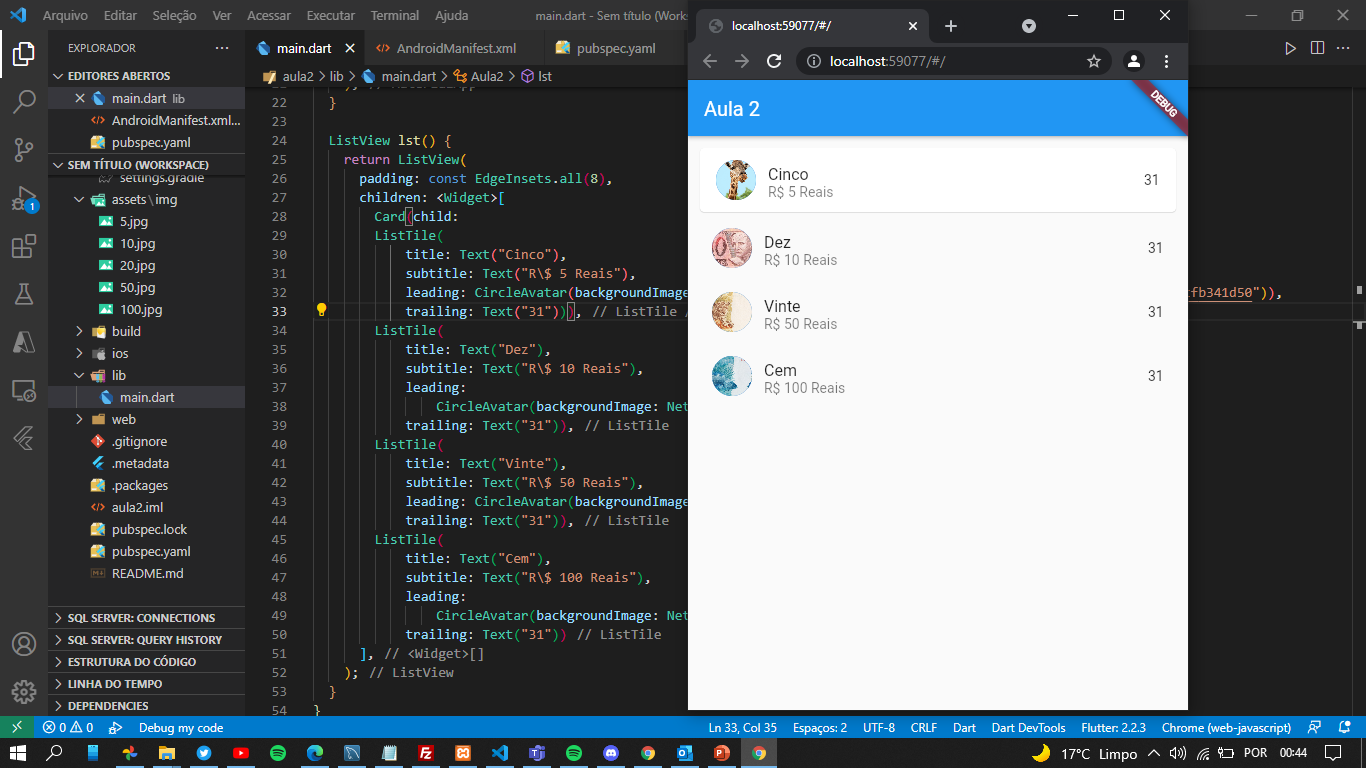 Arquivo Editar Seleção Ver Acessar Executar Terminal Ajuda main.dart - Sem título (Works
localhost:59077/#/
localhost:59077/#/
EXPLORADOR
main.dart
AndroidManifest.xml
pubspec.yaml
aula2 > lib > main.dart > Aula2 > lst
EDITORES ABERTOS
main.dart lib
AndroidManifest.xml...
pubspec.yaml
SEM TÍTULO (WORKSPACE)
settings.gradle
assets\img
5.jpg
10.jpg
20.jpg
50.jpg
100.jpg
build
ios
lib
main.dart
web
.gitignore
.metadata
.packages
aula2.iml
pubspec.lock
pubspec.yaml
README.md
SQL SERVER: CONNECTIONS
SQL SERVER: QUERY HISTORY
ESTRUTURA DO CÓDIGO
LINHA DO TEMPO
DEPENDENCIES
1
22 }
23
24 ListView lst() {
25 return ListView(
26 padding: const EdgeInsets.all(8),
27 children: <Widget>[
28 Card(child:
29 ListTile(
30 title: Text("Cinco"),
31 subtitle: Text("R\$ 5 Reais"),
32 leading: CircleAvatar(backgroundImage
fb341d50")),
33 trailing: Text("31"))), // ListTile
34 ListTile(
35 title: Text("Dez"),
36 subtitle: Text("R\$ 10 Reais"),
37 leading:
38 CircleAvatar(backgroundImage: Net
39 trailing: Text("31")), // ListTile
40 ListTile(
41 title: Text("Vinte"),
42 subtitle: Text("R\$ 50 Reais"),
43 leading: CircleAvatar(backgroundImage
44 trailing: Text("31")), // ListTile
45 ListTile(
46 title: Text("Cem"),
47 subtitle: Text("R\$ 100 Reais"),
48 leading:
49 CircleAvatar(backgroundImage: Net
50 trailing: Text("31")) // ListTile
51 ], // <Widget>[]
52 ); // ListView
53 }
54 }
Aula 2
DEBUG
Cinco
R$ 5 Reais
31
Dez
R$ 10 Reais
31
Vinte
R$ 50 Reais
31
Cem
R$ 100 Reais
31
0 0 Debug my code Ln 33, Col 35 Espaços: 2 UTF-8 CRLF Dart Dart DevTools Flutter: 2.2.3 Chrome (web-javascript)
17°C Limpo POR 00:44